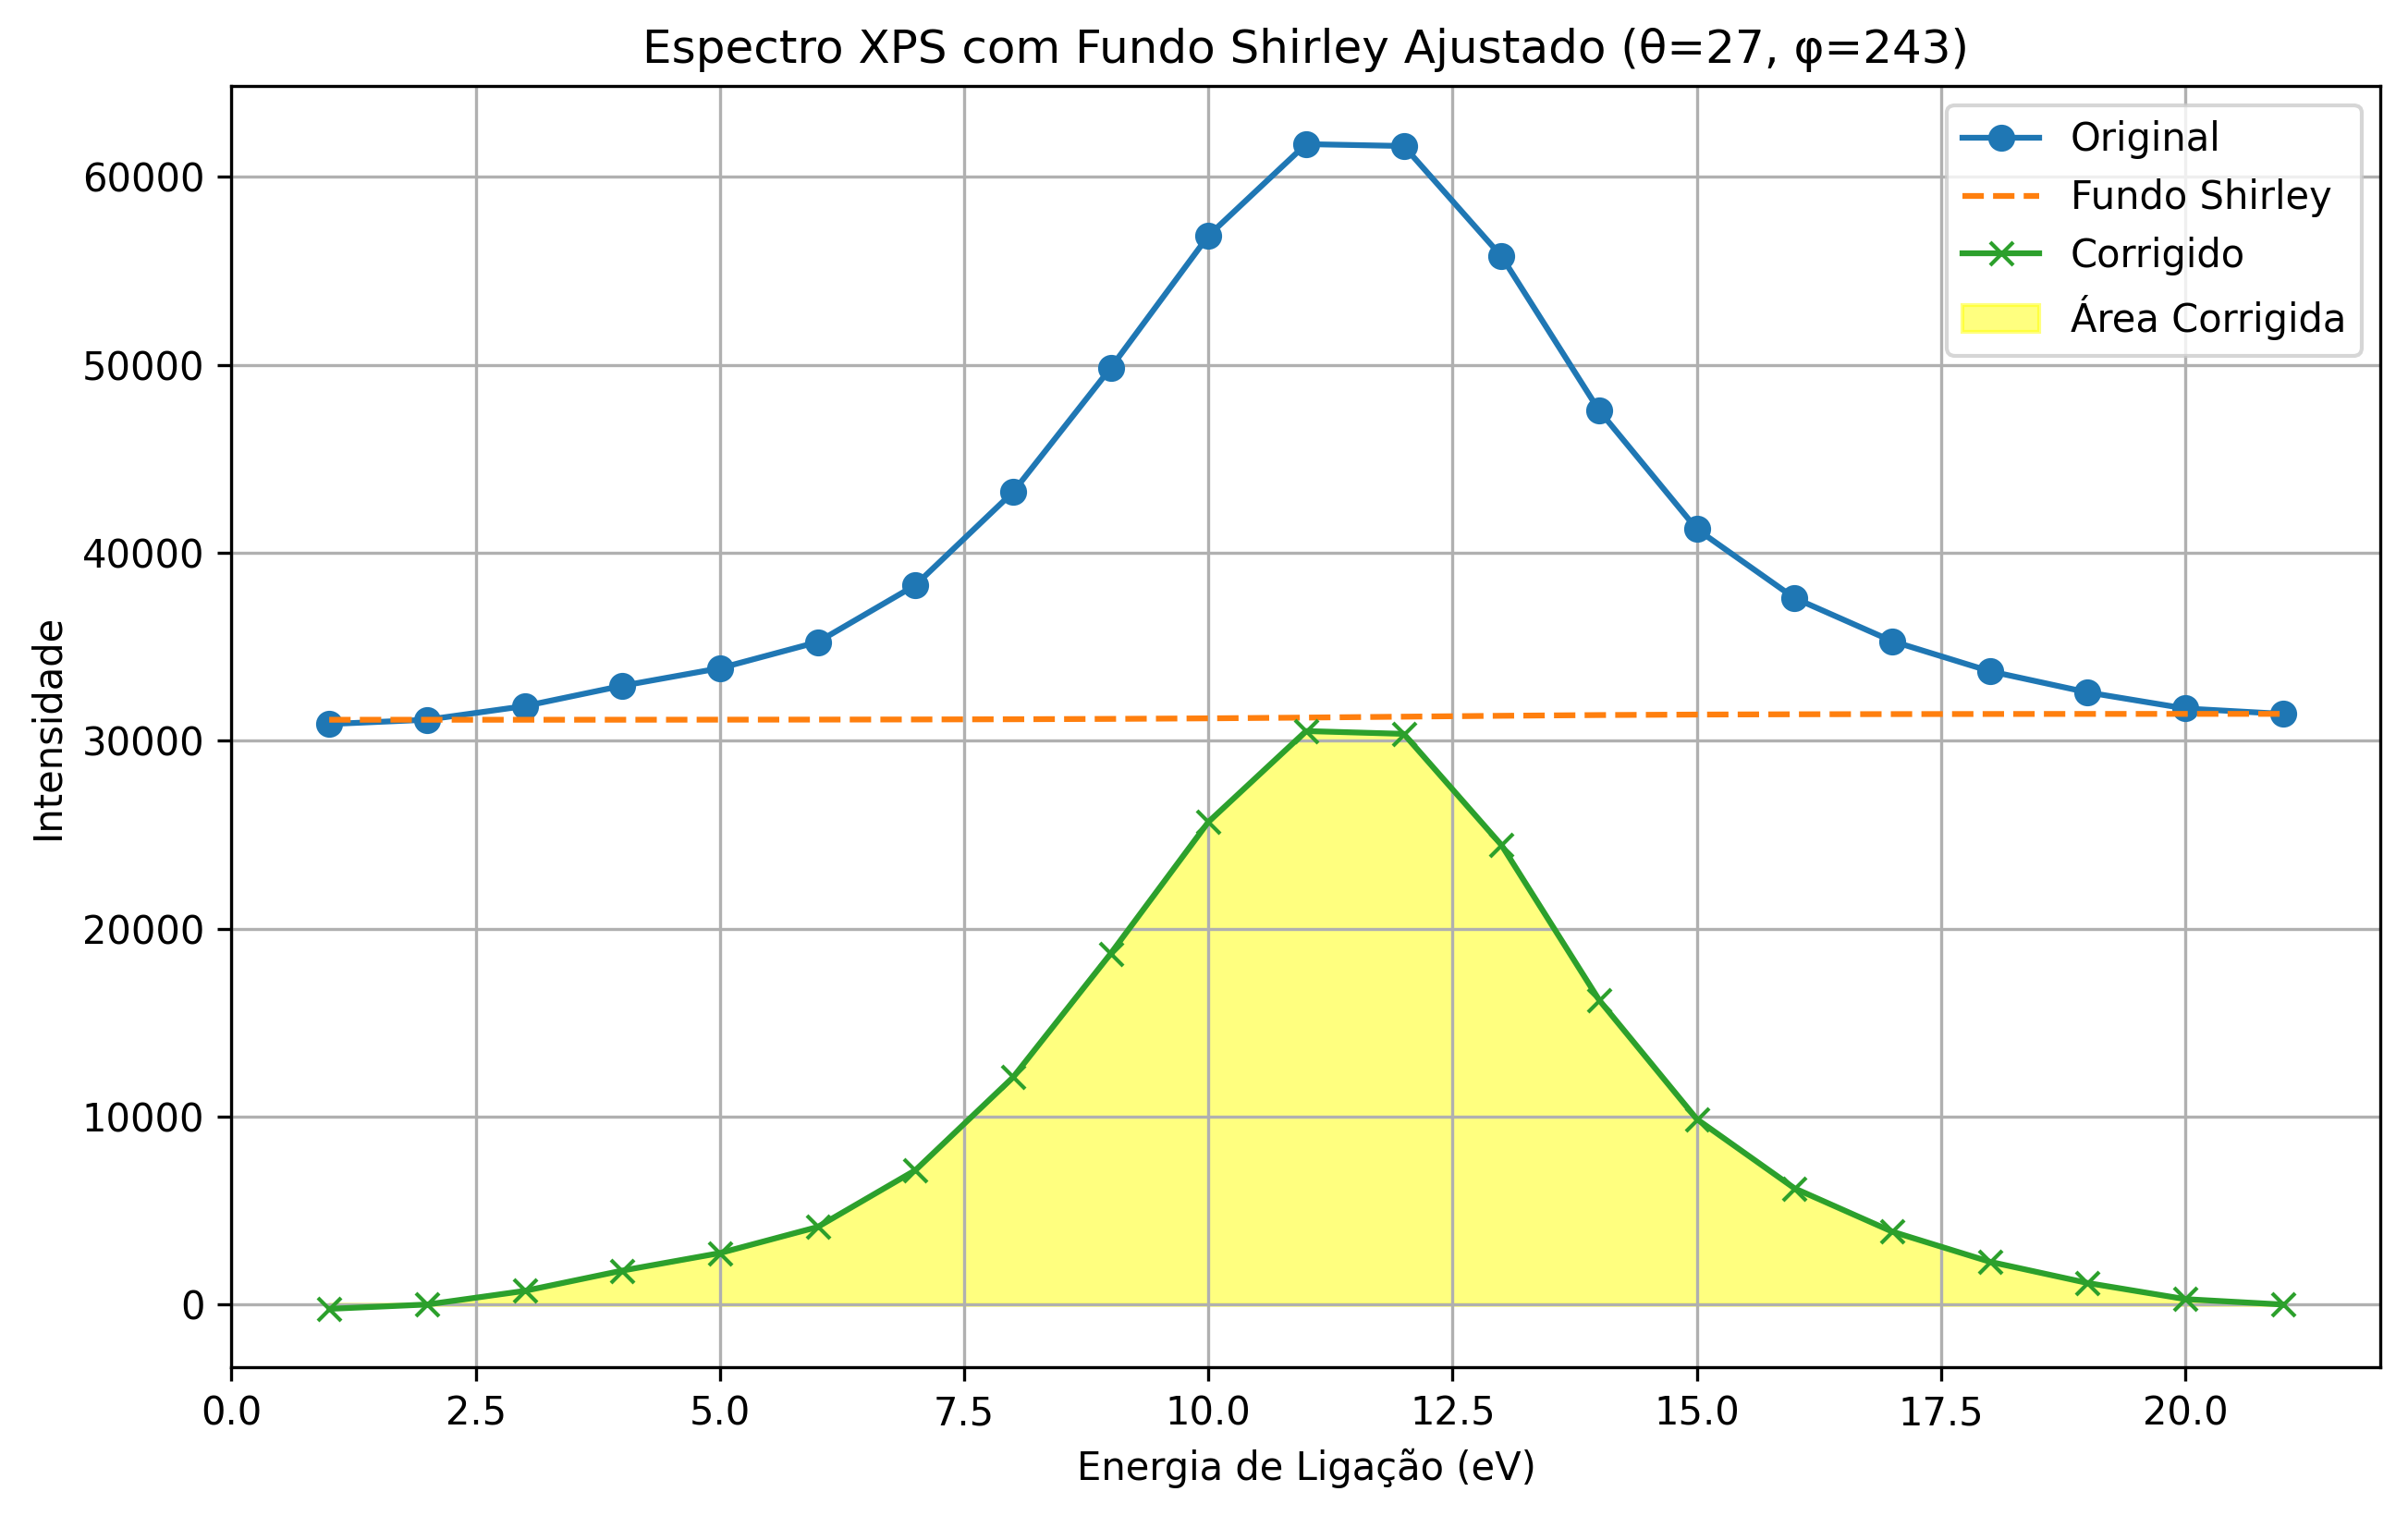 Espectro XPS com Fundo Shirley Ajustado (θ=27, φ=243)
Original
Fundo Shirley
Corrigido
Área Corrigida
Intensidade
60000
50000
40000
30000
20000
10000
0
0.0 2.5 5.0 7.5 10.0 12.5 15.0 17.5 20.0
Energia de Ligação (eV)